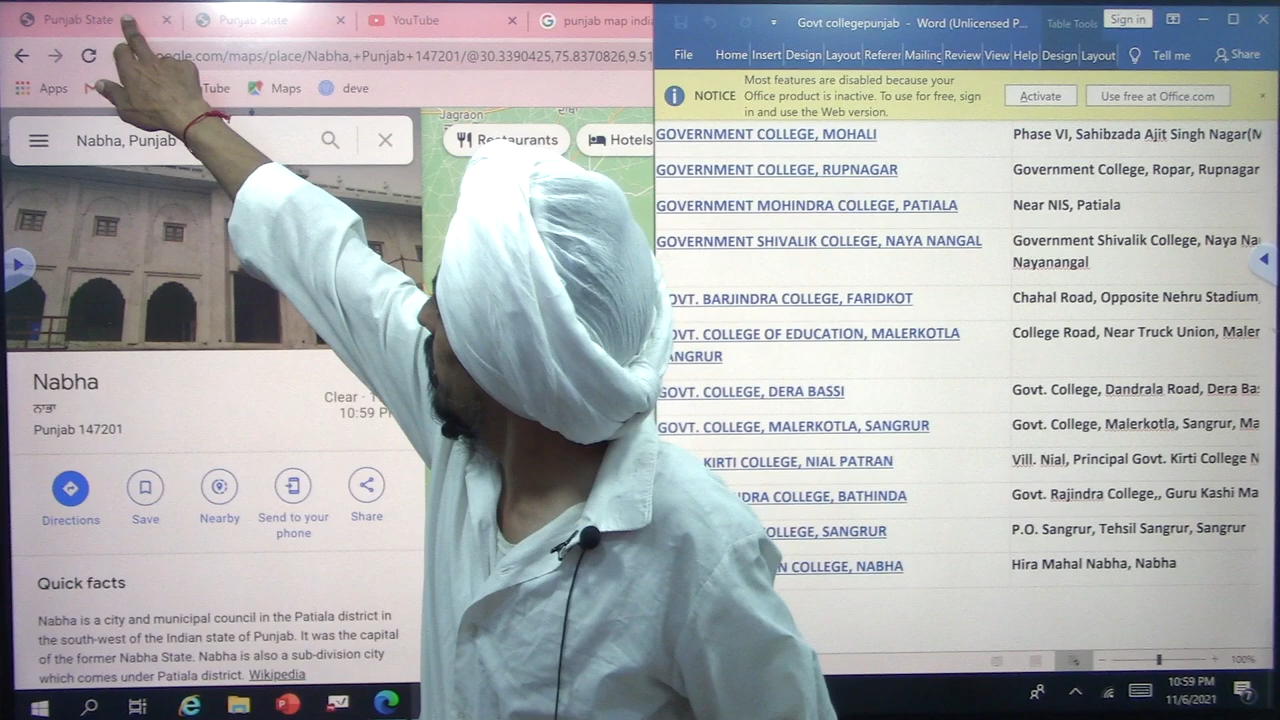 Punjab State
Punjab State
YouTube
punjab map india
ogle.com/maps/place/Nabha,+Punjab+147201/@30.3390425,75.8370826,9.51
Apps
Tube
Maps
deve
Nabha, Punjab
Jagraon
Restaurants
Hotels
Nabha
ਨਾਭਾ
Punjab 147201
Clear
10:59 P
Directions
Save
Nearby
Send to your
phone
Share
Quick facts
Nabha is a city and municipal council in the Patiala district in
the south-west of the Indian state of Punjab. It was the capital
of the former Nabha State. Nabha is also a sub-division city
which comes under Patiala district. Wikipedia
Govt collegepunjab - Word (Unlicensed P...
Table Tools
Sign in
File Home Insert Design Layout Referer Mailing Review View Help Design Layout Tell me Share
NOTICE
Most features are disabled because your
Office product is inactive. To use for free, sign
in and use the Web version.
Activate
Use free at Office.com
GOVERNMENT COLLEGE, MOHALI Phase VI, Sahibzada Ajit Singh Nagar(M
GOVERNMENT COLLEGE, RUPNAGAR Government College, Ropar, Rupnagar
GOVERNMENT MOHINDRA COLLEGE, PATIALA Near NIS, Patiala
GOVERNMENT SHIVALIK COLLEGE, NAYA NANGAL Government Shivalik College, Naya Na
Nayanangal
OVT. BARJINDRA COLLEGE, FARIDKOT Chahal Road, Opposite Nehru Stadium,
OVT. COLLEGE OF EDUCATION, MALERKOTLA College Road, Near Truck Union, Maler
ANGRUR
GOVT. COLLEGE, DERA BASSI Govt. College, Dandrala Road, Dera Bas
GOVT. COLLEGE, MALERKOTLA, SANGRUR Govt. College, Malerkotla, Sangrur, Ma
KIRTI COLLEGE, NIAL PATRAN Vill. Nial, Principal Govt. Kirti College N
NDRA COLLEGE, BATHINDA Govt. Rajindra College,, Guru Kashi Ma
OLLEGE, SANGRUR P.O. Sangrur, Tehsil Sangrur, Sangrur
N COLLEGE, NABHA Hira Mahal Nabha, Nabha
100%
10:59 PM
11/6/2021